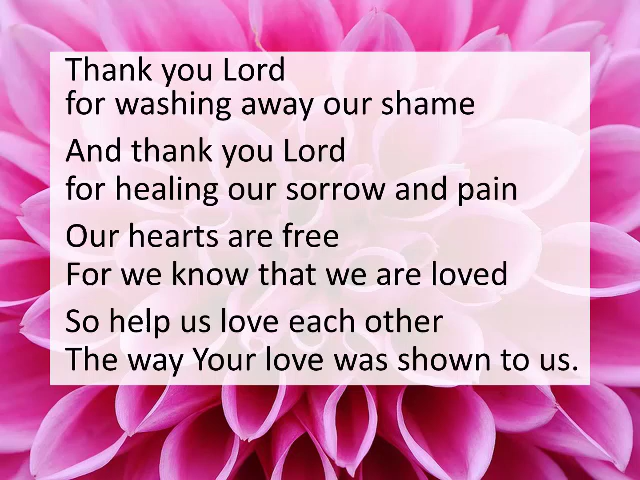 Thank you Lord
for washing away our shame
And thank you Lord
for healing our sorrow and pain
Our hearts are free
For we know that we are loved
So help us love each other
The way Your love was shown to us.